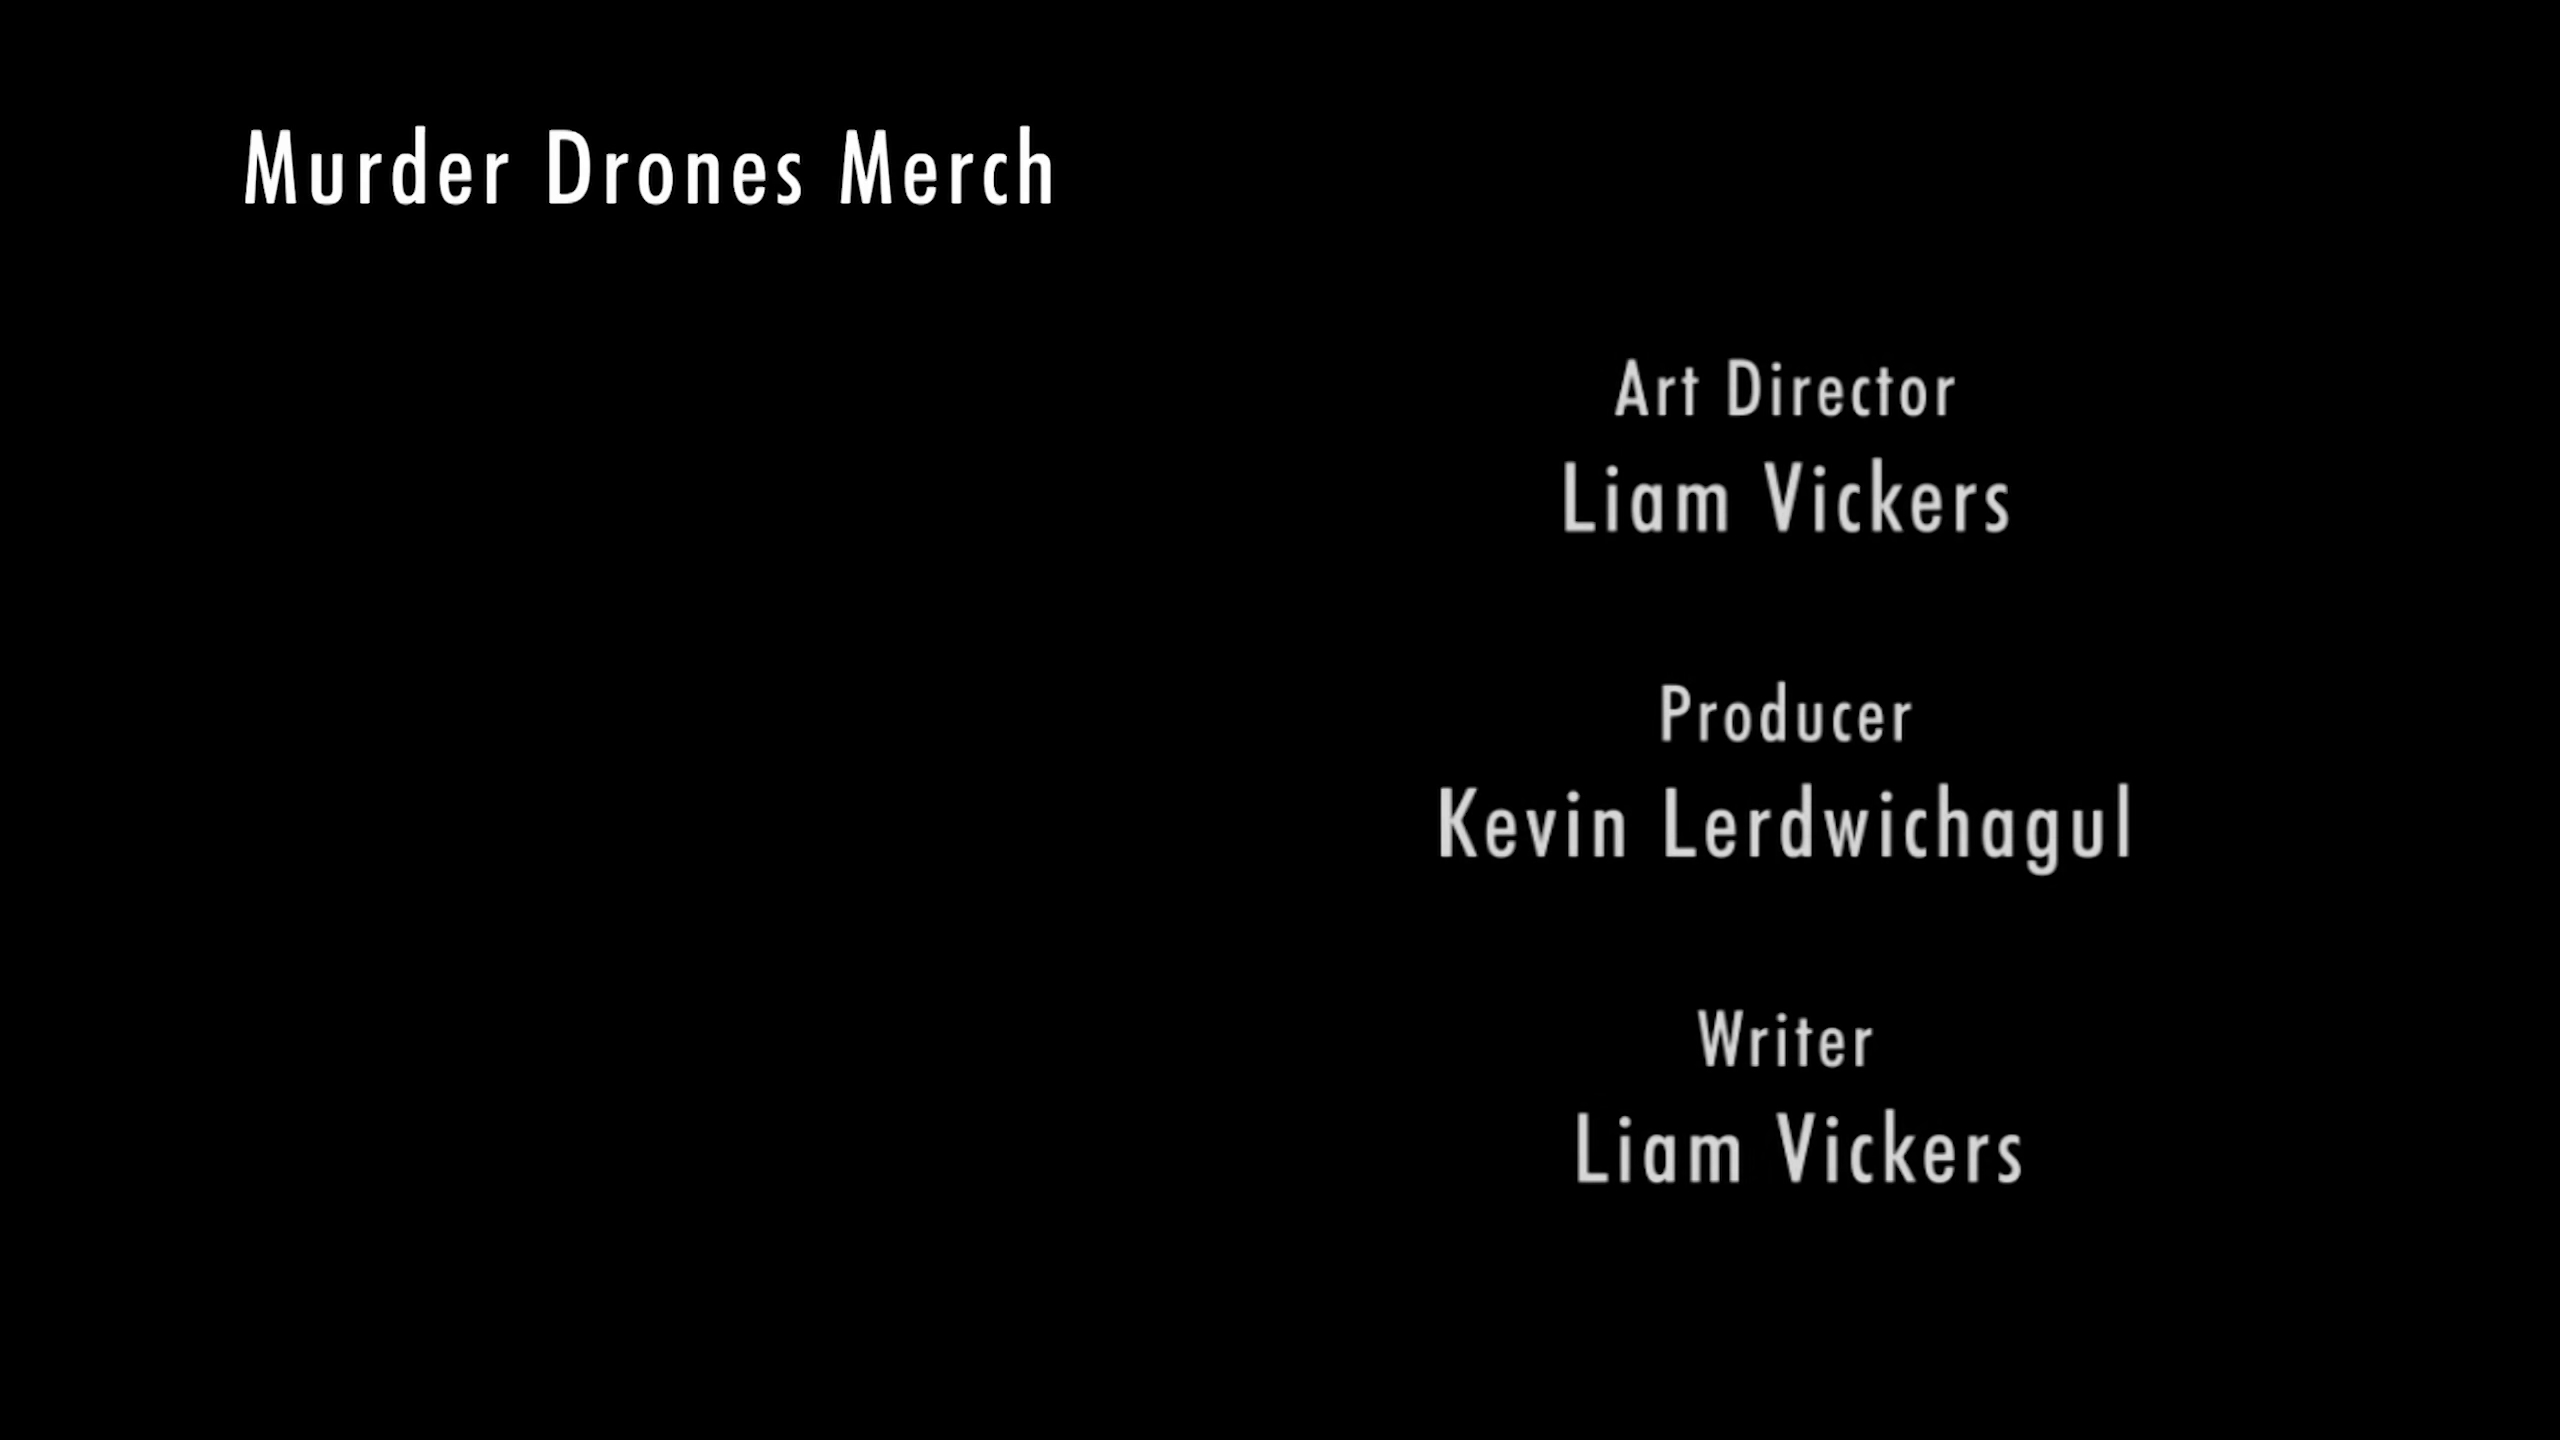 Murder Drones Merch
Art Director
Liam Vickers
Producer
Kevin Lerdwichagul
Writer
Liam Vickers